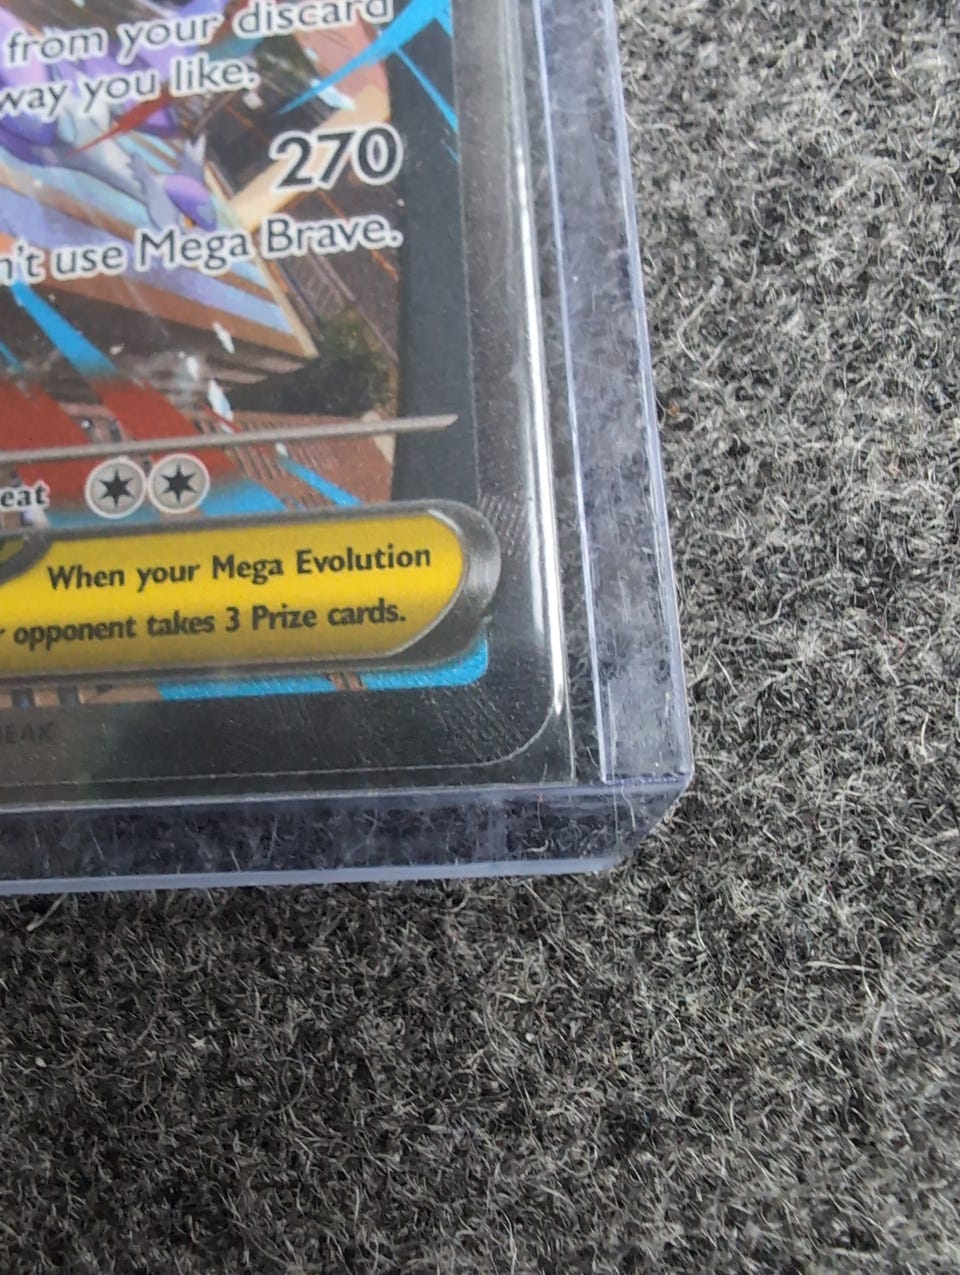 from your discard
way you like.
270
n't use Mega Brave.
eat
When your Mega Evolution
opponent takes 3 Prize cards.
EAK